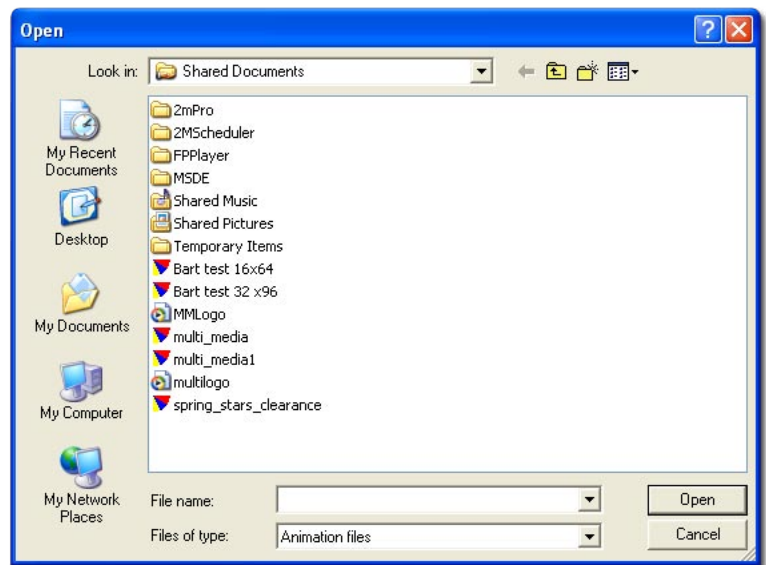 Open
Look in:
Shared Documents
My Recent
Documents
Desktop
My Documents
My Computer
My Network
Places
2mPro
2MScheduler
FPPlayer
MSDE
Shared Music
Shared Pictures
Temporary Items
Bart test 16x64
Bart test 32 x96
MMLogo
multi_media
multi_media1
multilogo
spring_stars_clearance
File name:
Open
Files of type:
Animation files
Cancel